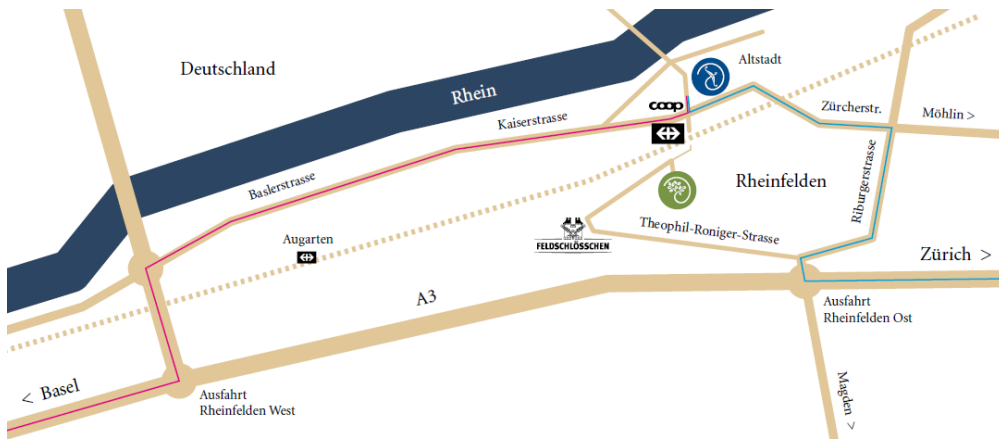 Deutschland
Rhein
Altstadt
coop
Kaiserstrasse
Zürcherstr.
Möhlin >
Baslerstrasse
Riburgerstrasse
Rheinfelden
Augarten
FELDSCHLÖSSCHEN
Theophil-Roniger-Strasse
Zürich >
A3
Ausfahrt
Rheinfelden Ost
< Basel
Ausfahrt
Rheinfelden West
Magden >